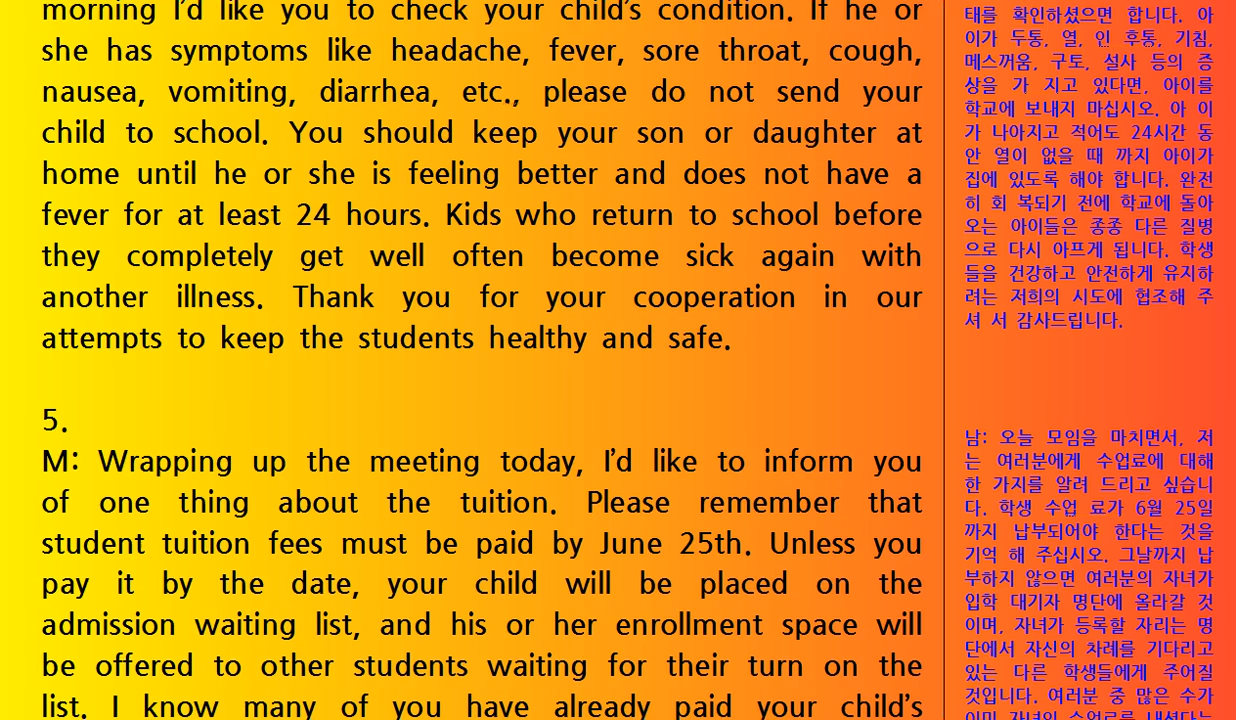 morning I'd like you to check your child's condition. If he or
she has symptoms like headache, fever, sore throat, cough,
nausea, vomiting, diarrhea, etc., please do not send your
child to school. You should keep your son or daughter at
home until he or she is feeling better and does not have a
fever for at least 24 hours. Kids who return to school before
they completely get well often become sick again with
another illness. Thank you for your cooperation in our
attempts to keep the students healthy and safe.
5.
M: Wrapping up the meeting today, I'd like to inform you
of one thing about the tuition. Please remember that
student tuition fees must be paid by June 25th. Unless you
pay it by the date, your child will be placed on the
admission waiting list, and his or her enrollment space will
be offered to other students waiting for their turn on the
list. I know many of you have already paid your child's
태를 확인하셨으면 합니다. 아
이가 두통, 열, 인 후통, 기침,
메스꺼움, 구토, 설사 등의 증
상을 가 지고 있다면, 아이를
학교에 보내지 마십시오. 아 이
가 나아지고 적어도 24시간 동
안 열이 없을 때 까지 아이가
집에 있도록 해야 합니다. 완전
히 회 복되기 전에 학교에 돌아
오는 아이들은 종종 다른 질병
으로 다시 아프게 됩니다. 학생
들을 건강하고 안전하게 유지하
려는 저희의 시도에 협조해 주
셔 서 감사드립니다.
남: 오늘 모임을 마치면서, 저
는 여러분에게 수업료에 대해
한 가지를 알려 드리고 싶습니
다. 학생 수업 료가 6월 25일
까지 납부되어야 한다는 것을
기억 해 주십시오. 그날까지 납
부하지 않으면 여러분의 자녀가
입학 대기자 명단에 올라갈 것
이며, 자녀가 등록할 자리는 명
단에서 자신의 차례를 기다리고
있는 다른 학생들에게 주어질
것입니다. 여러분 중 많은 수가
이미 자녀의 수업료를 내셨다는